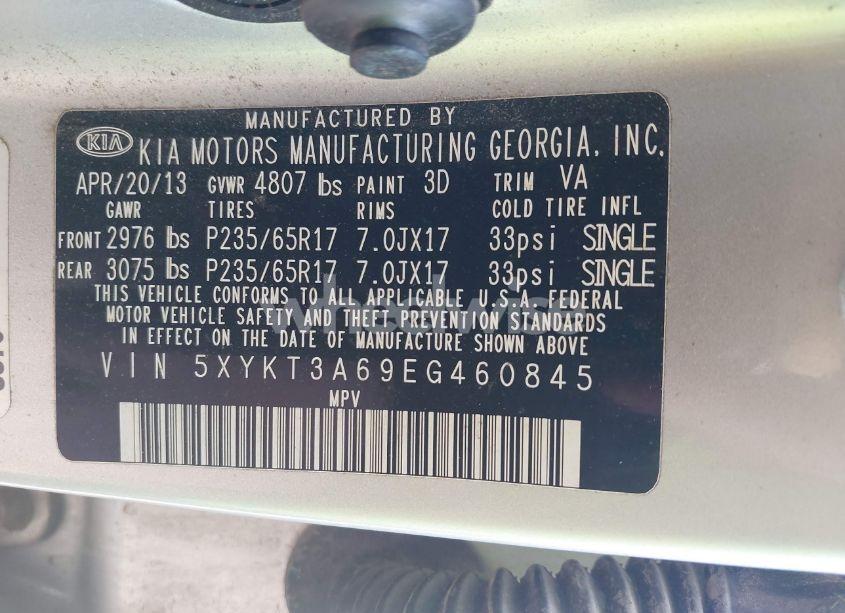 MANUFACTURED BY
KIA KIA MOTORS MANUFACTURING GEORGIA, INC.
APR/20/13 GVWR 4807 lbs PAINT 3D TRIM VA
GAWR TIRES RIMS COLD TIRE INFL
FRONT 2976 lbs P235/65R17 7.0JX17 33psi SINGLE
REAR 3075 lbs P235/65R17 7.0JX17 33psi SINGLE
THIS VEHICLE CONFORMS TO ALL APPLICABLE U.S.A. FEDERAL
MOTOR VEHICLE SAFETY AND THEFT PREVENTION STANDARDS
IN EFFECT ON THE DATE OF MANUFACTURE SHOWN ABOVE
VIN 5XYKT3A69EG460845
MPV